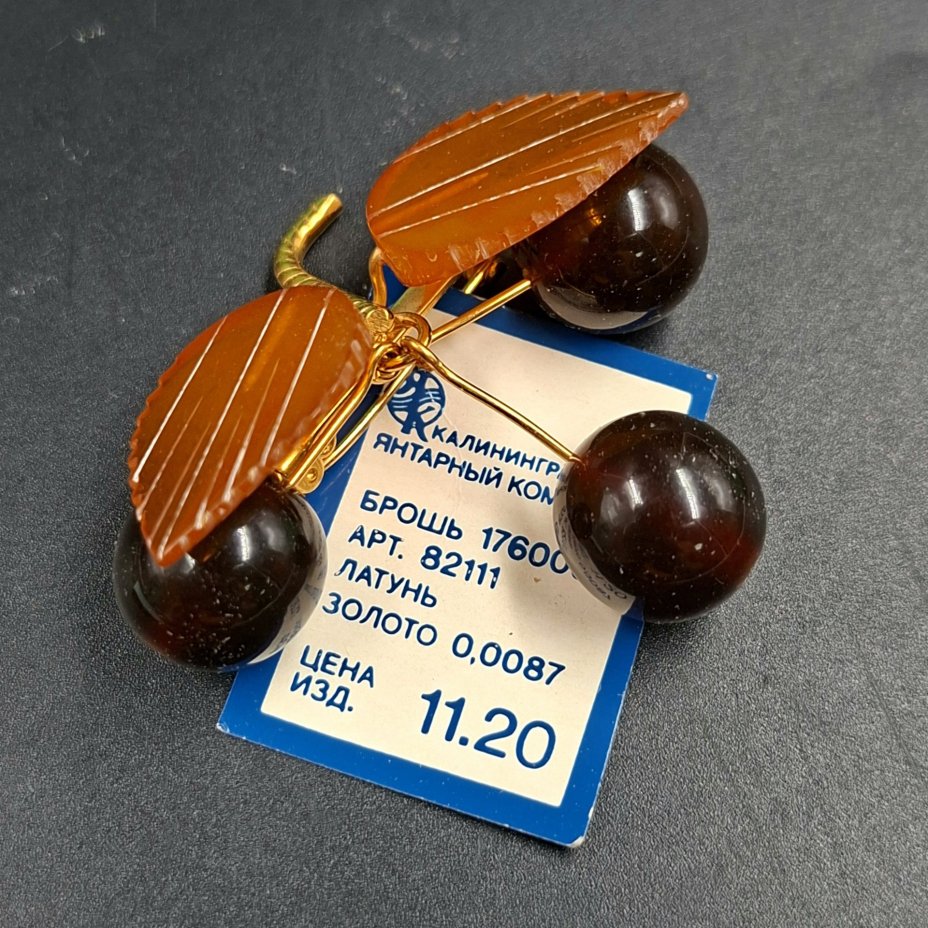 КАЛИНИНГР
ЯНТАРНЫЙ КОМ
БРОШЬ 17600
АРТ. 82111
ЛАТУНЬ
ЗОЛОТО 0,0087
ЦЕНА
ИЗД.
11.20